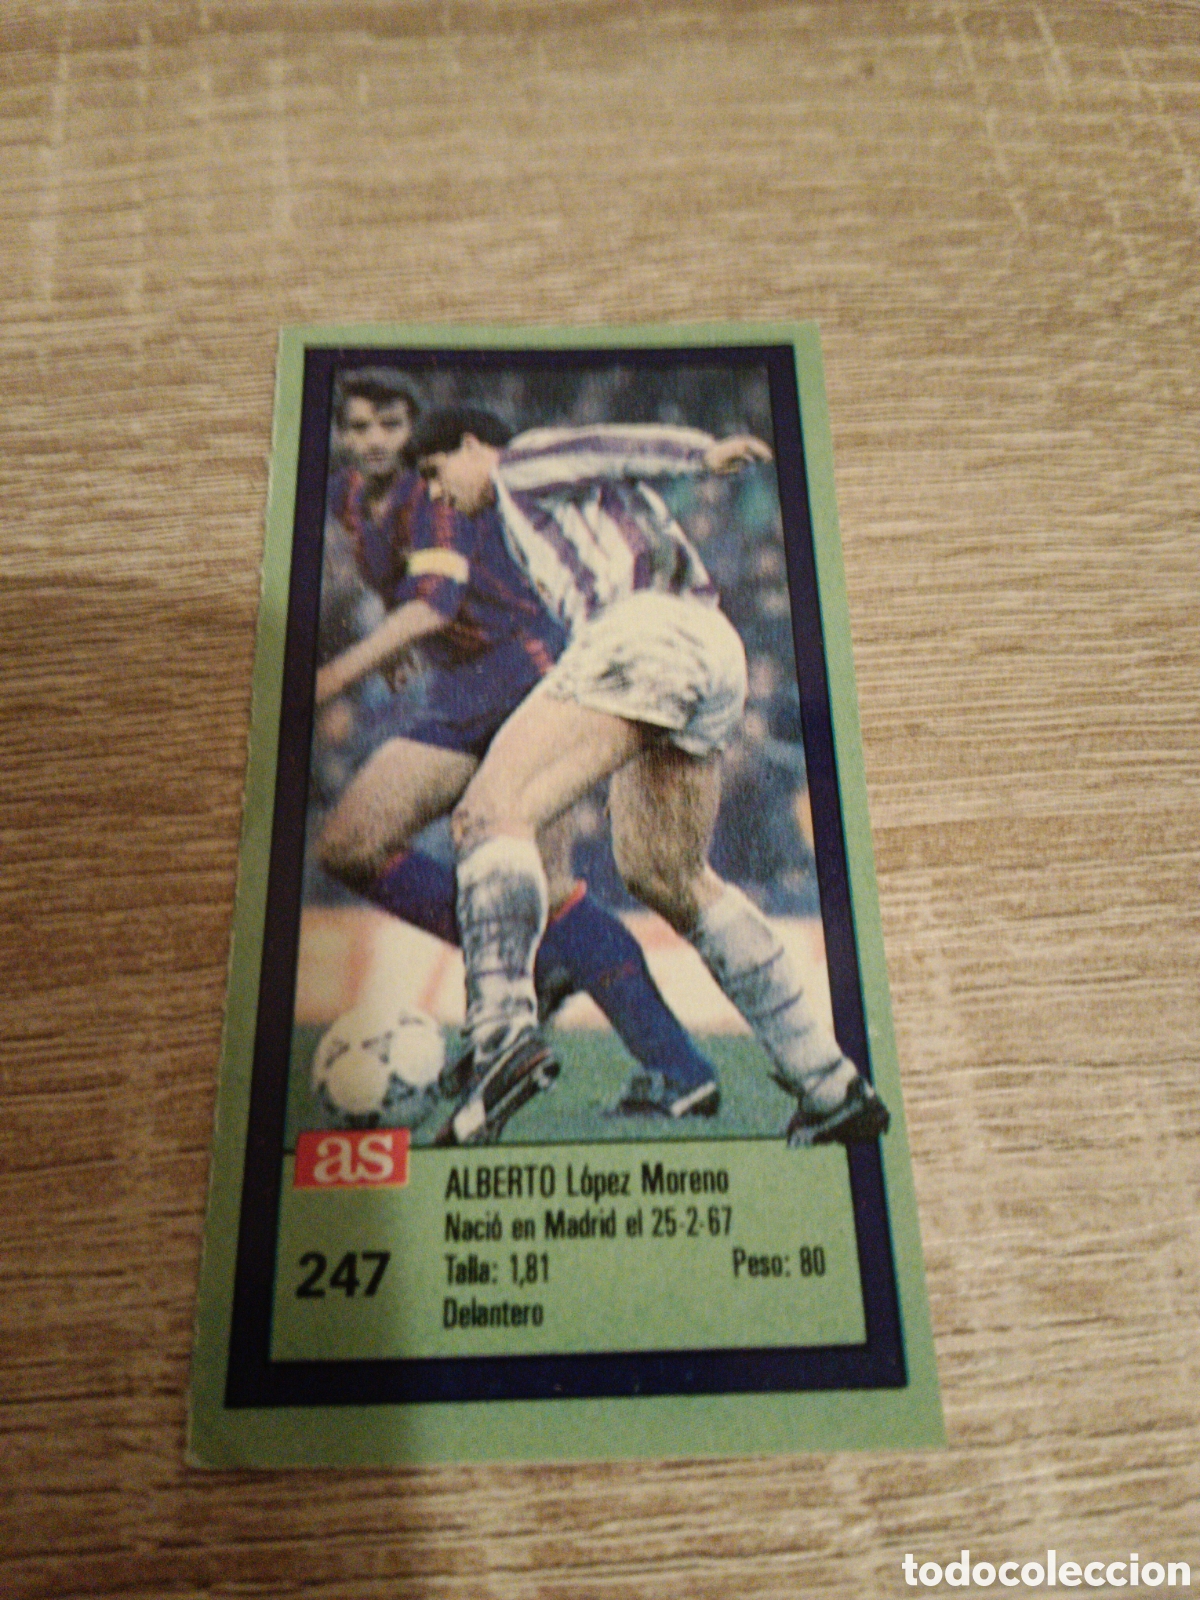 as
ALBERTO López Moreno
Nació en Madrid el 25-2-67
247
Talla: 1,81 Peso: 80
Delantero
todocoleccion